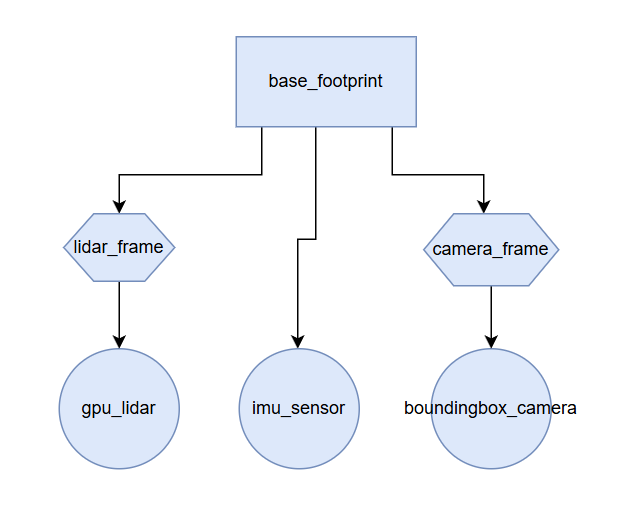 base_footprint
lidar_frame
camera_frame
gpu_lidar
imu_sensor
boundingbox_camera